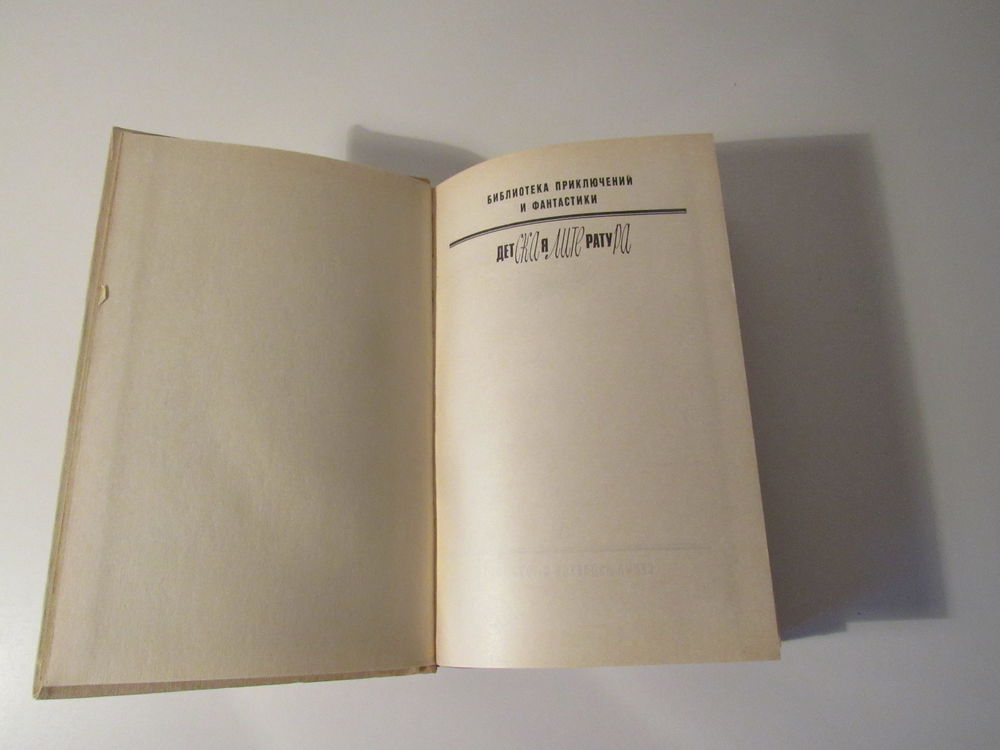 БИБЛИОТЕКА ПРИКЛЮЧЕНИЙ
И ФАНТАСТИКИ
ДЕТСКАЯ ЛИТЕРАТУРА